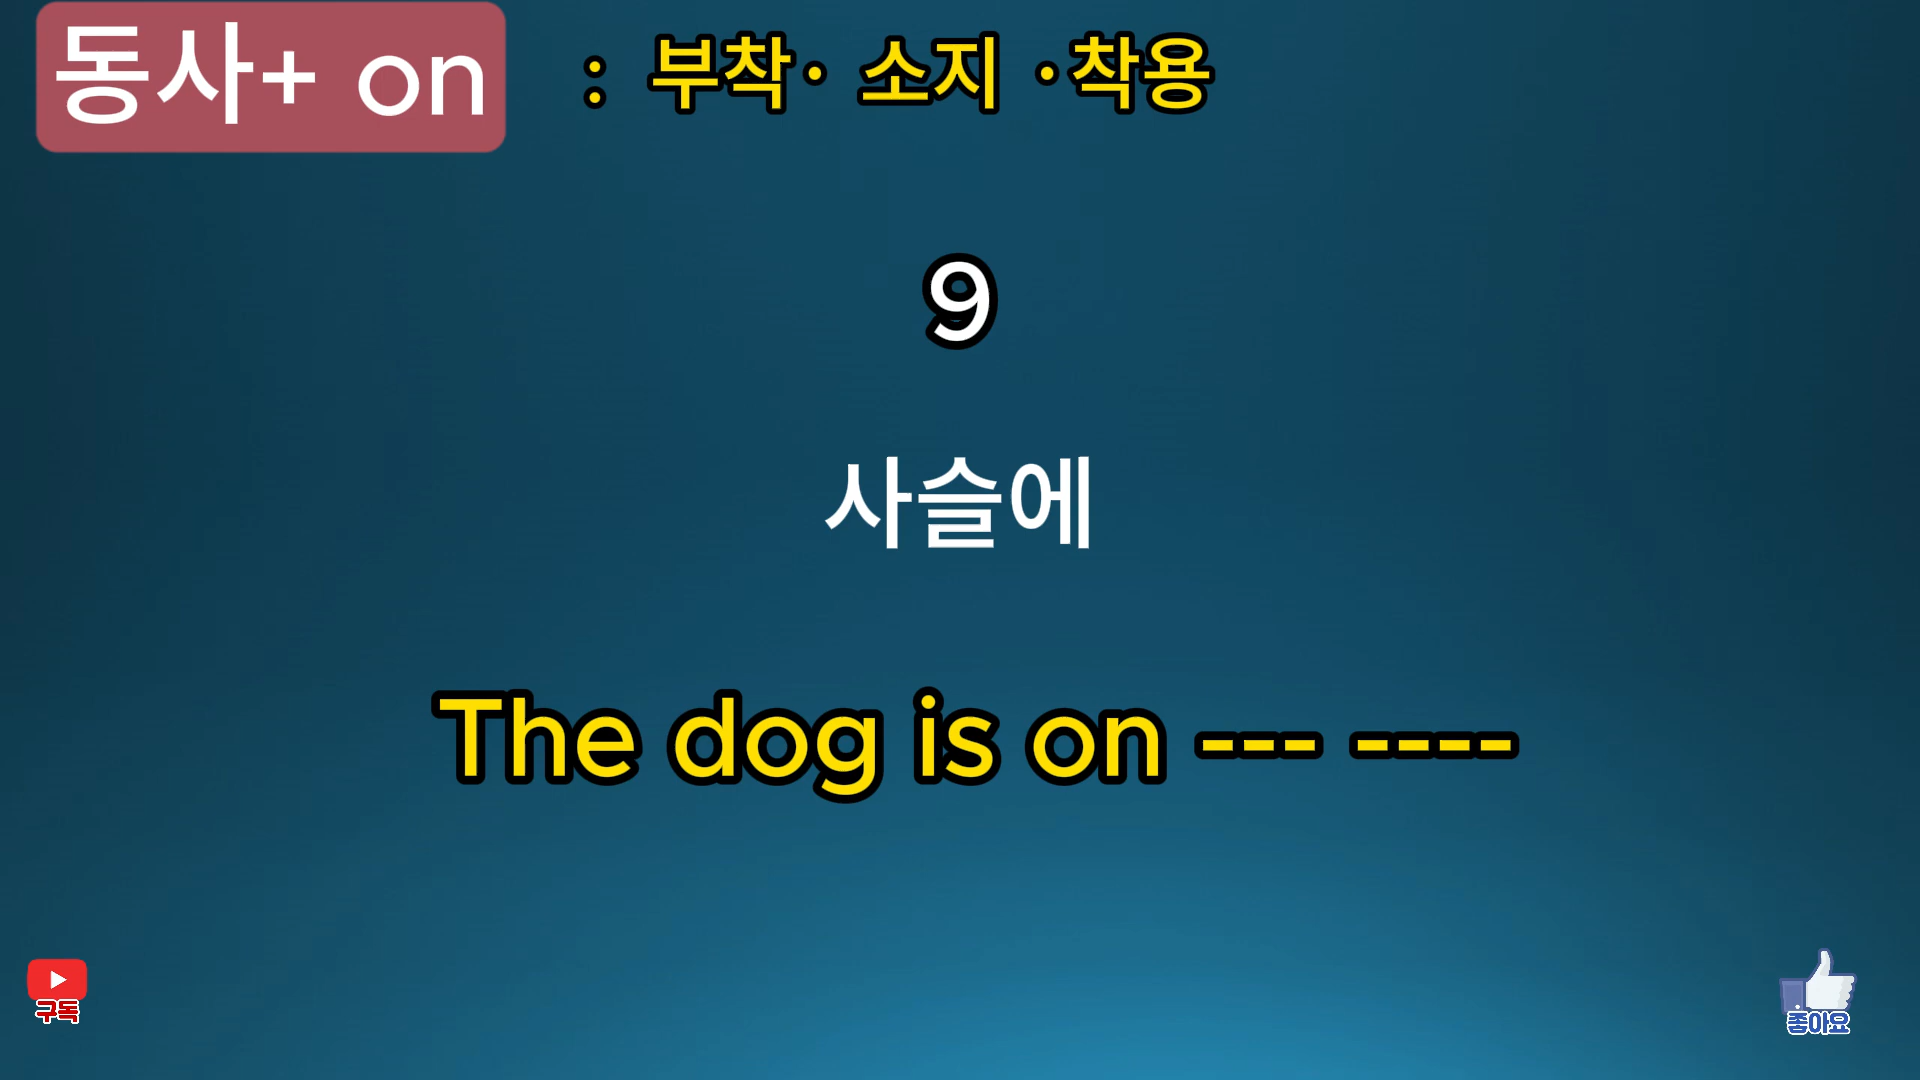 동사+ on : 부착· 소지 ·착용
9
사슬에
The dog is on --- ----
구독
좋아요